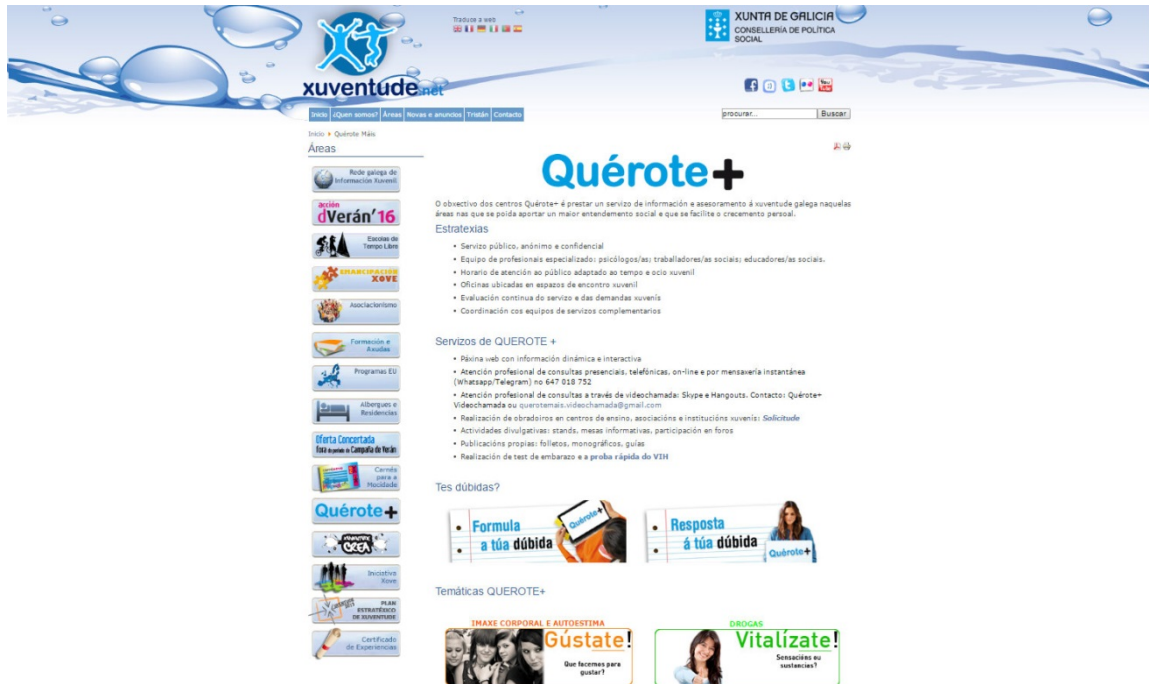 Traduce a web
XUNTA DE GALICIA
CONSELLERÍA DE POLÍTICA
SOCIAL
xuventude.net
Inicio
¿Quen somos?
Áreas
Novas e anuncios
Tristán
Contacto
procurar...
Buscar
Inicio
Quérote Máis
Áreas
Rede galega de
Información Xuvenil
acción
dVerán'16
Escolas de
Tempo Libre
EMANCIPACIÓN
XOVE
Asociacionismo
Formación e
Axudas
Programas EU
Albergues e
Residencias
Oferta Concertada
Campaña de Verán
Carnés
para a
Mocidade
Quérote+
CREA
Iniciativa
Xove
PLAN
ESTRATÉXICO
DE XUVENTUDE
Certificado
de Experiencias
Quérote+
O obxectivo dos centros Quérote+ é prestar un servizo de información e asesoramento á xuventude galega naquelas
áreas nas que se poida aportar un maior entendemento social e que se facilite o crecemento persoal.
Estratexias
• Servizo público, anónimo e confidencial
• Equipo de profesionais especializado: psicólogos/as; traballadores/as sociais; educadores/as sociais.
• Horario de atención ao público adaptado ao tempo e ocio xuvenil
• Oficinas ubicadas en espazos de encontro xuvenil
• Evaluación continua do servizo e das demandas xuvenís
• Coordinación cos equipos de servizos complementarios
Servizos de QUEROTE +
• Páxina web con información dinámica e interactiva
• Atención profesional de consultas presenciais, telefónicas, on-line e por mensaxería instantánea
(Whatsapp/Telegram) no 647 018 752
• Atención profesional de consultas a través de videochamada: Skype e Hangouts. Contacto: Quérote+
Videochamada ou querotemais.videochamada@gmail.com
• Realización de obradoiros en centros de ensino, asociacións e institucións xuvenís: Solicitude
• Actividades divulgativas: stands, mesas informativas, participación en foros
• Publicacións propias: folletos, monográficos, guías
• Realización de test de embarazo e a proba rápida do VIH
Tes dúbidas?
Formula
a túa dúbida
Quérote+
Resposta
á túa dúbida
Quérote+
Temáticas QUEROTE+
IMAXE CORPORAL E AUTOESTIMA
Gústate!
Que facemos para
gustar?
DROGAS
Vitalízate!
Sensacións ou
sustancias?